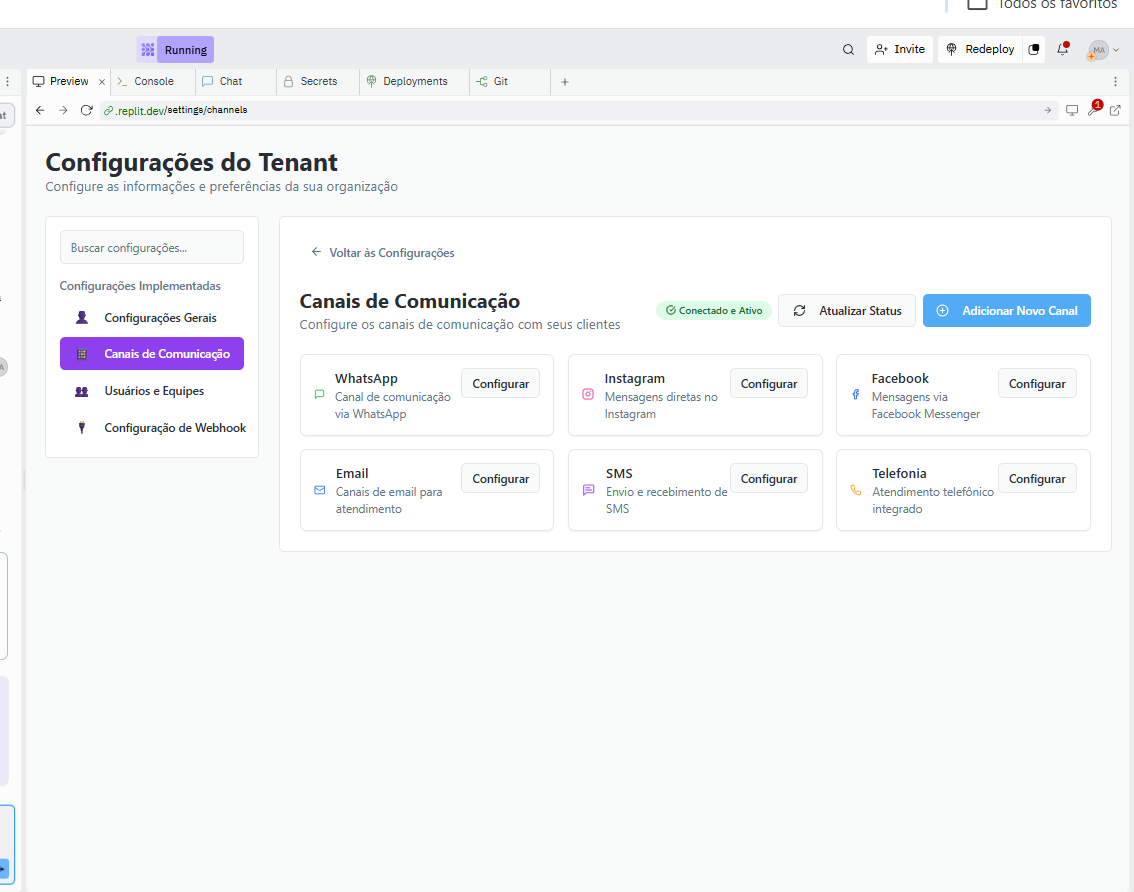 Todos os favoritos
Running
Invite
Redeploy
MA
Preview
Console
Chat
Secrets
Deployments
Git
.replit.dev/settings/channels
1
Configurações do Tenant
Configure as informações e preferências da sua organização
Buscar configurações...
Configurações Implementadas
Configurações Gerais
Canais de Comunicação
Usuários e Equipes
Configuração de Webhook
Voltar às Configurações
Canais de Comunicação
Configure os canais de comunicação com seus clientes
Conectado e Ativo
Atualizar Status
Adicionar Novo Canal
WhatsApp
Canal de comunicação
via WhatsApp
Configurar
Instagram
Mensagens diretas no
Instagram
Configurar
Facebook
Mensagens via
Facebook Messenger
Configurar
Email
Canais de email para
atendimento
Configurar
SMS
Envio e recebimento de
SMS
Configurar
Telefonia
Atendimento telefônico
integrado
Configurar